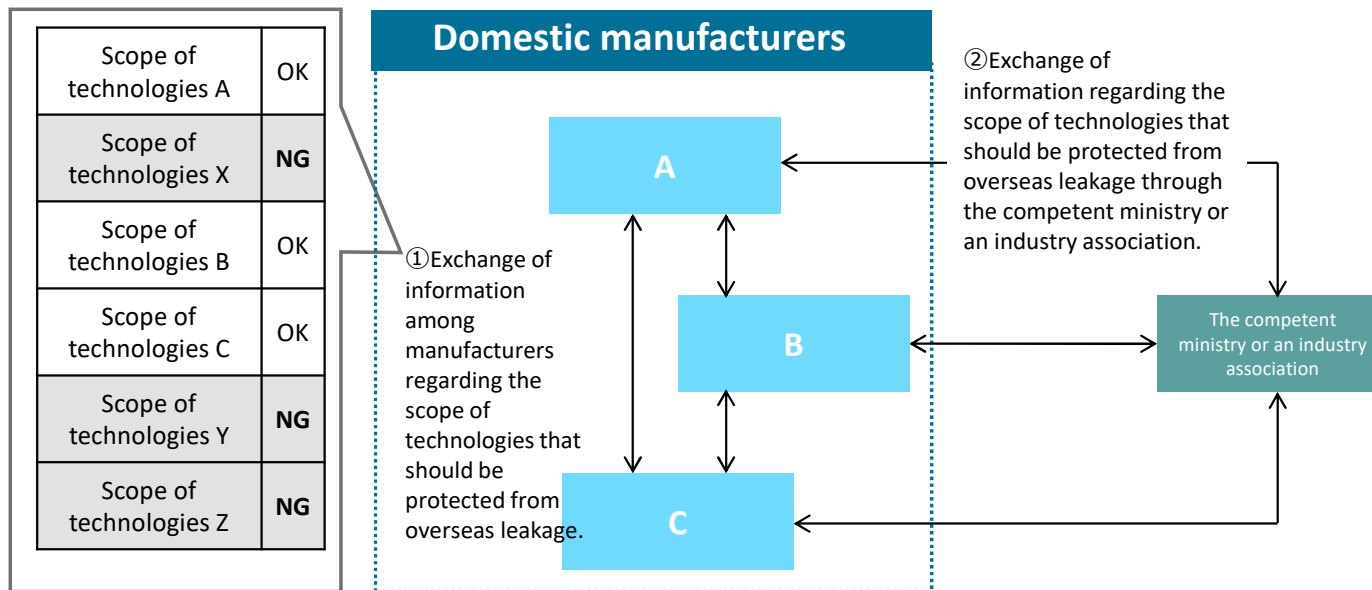 Scope of
technologies A
OK
Scope of
technologies X
NG
Scope of
technologies B
OK
Scope of
technologies C
OK
Scope of
technologies Y
NG
Scope of
technologies Z
NG
Domestic manufacturers
①Exchange of
information
among
manufacturers
regarding the
scope of
technologies that
should be
protected from
overseas leakage.
A
B
C
②Exchange of
information regarding the
scope of technologies that
should be protected from
overseas leakage through
the competent ministry or
an industry association.
The competent
ministry or an industry
association